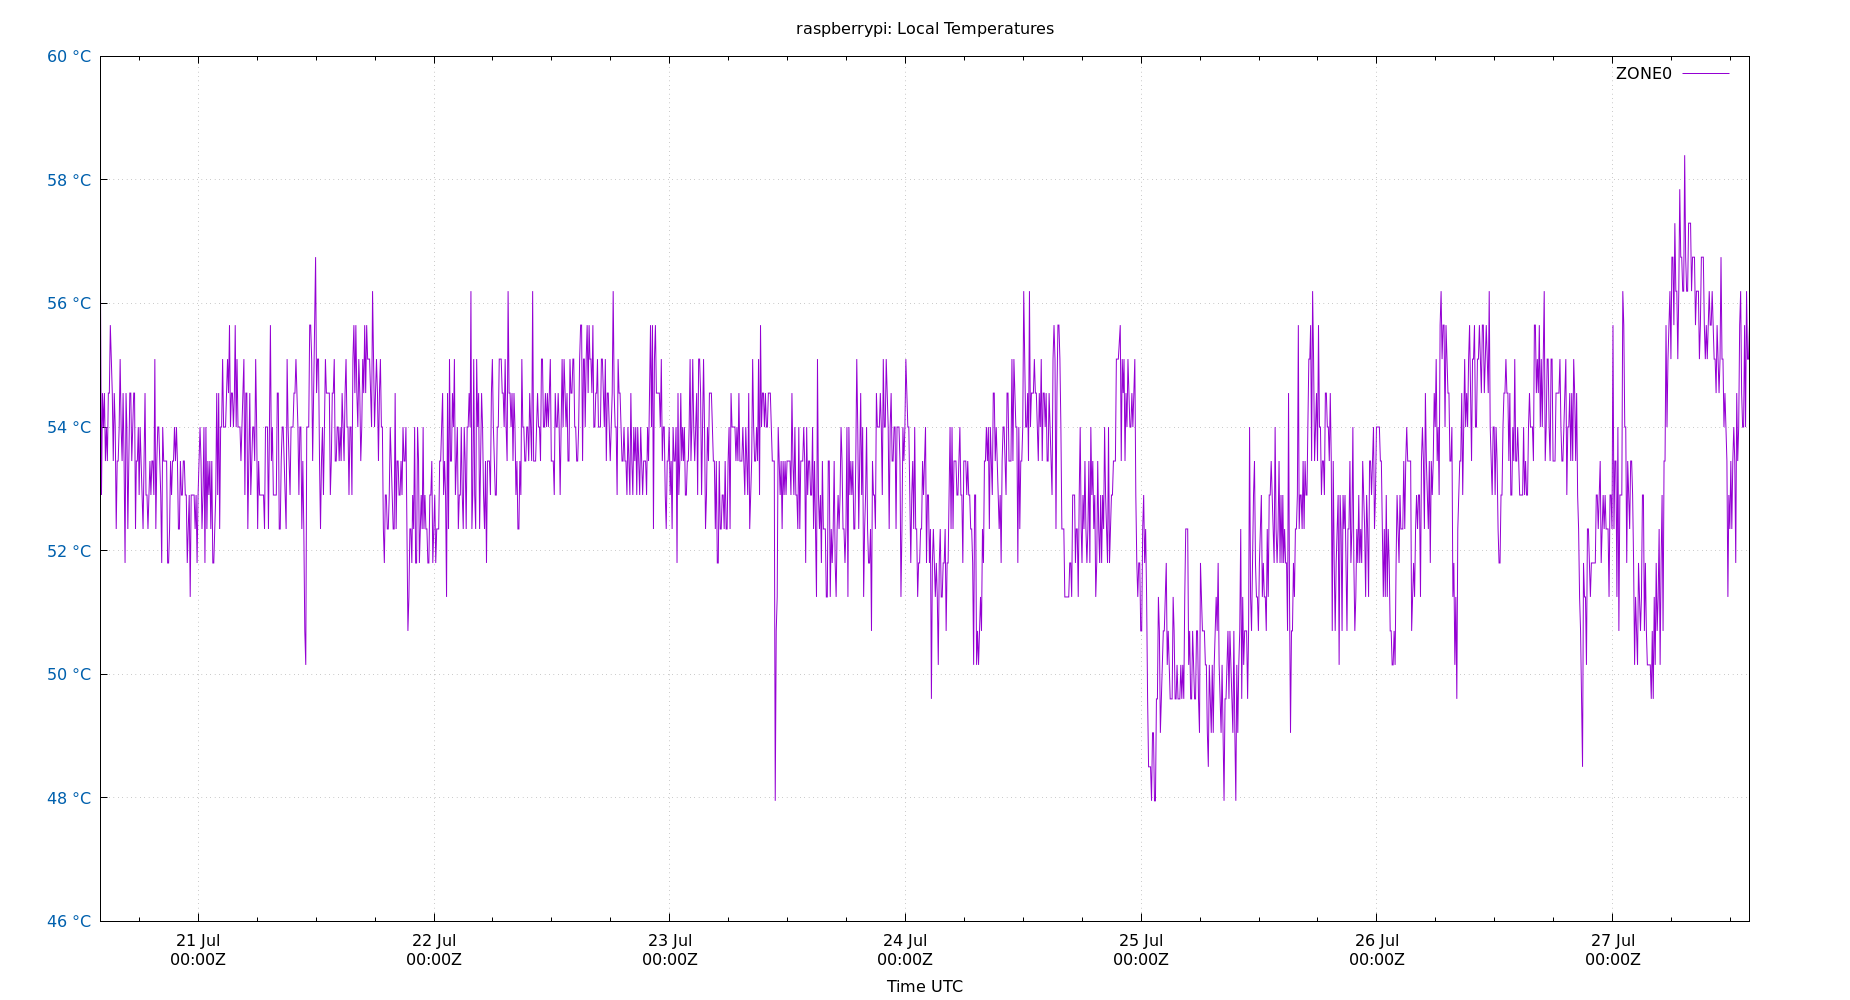 raspberrypi: Local Temperatures
60 °C
ZONE0
58 °C
56 °C
54 °C
52 °C
50 °C
48 °C
46 °C
21 Jul 22 Jul 23 Jul 24 Jul 25 Jul 26 Jul 27 Jul
00:00Z 00:00Z 00:00Z 00:00Z 00:00Z 00:00Z 00:00Z
Time UTC